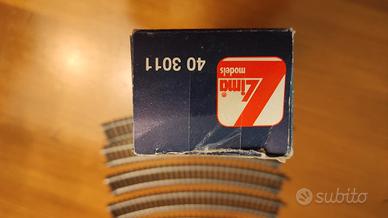 40 3011
Lima
models
subito